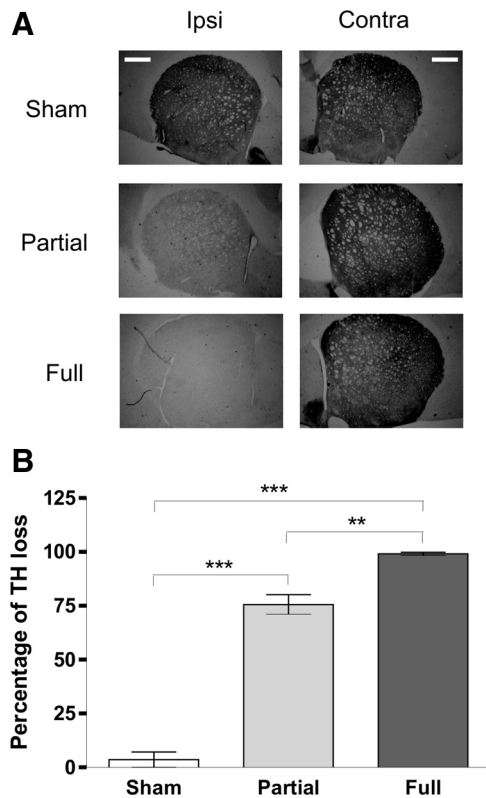 A
Ipsi Contra
Sham
Partial
Full
B
***
**
***
Percentage of TH loss
125
100
75
50
25
0
Sham Partial Full